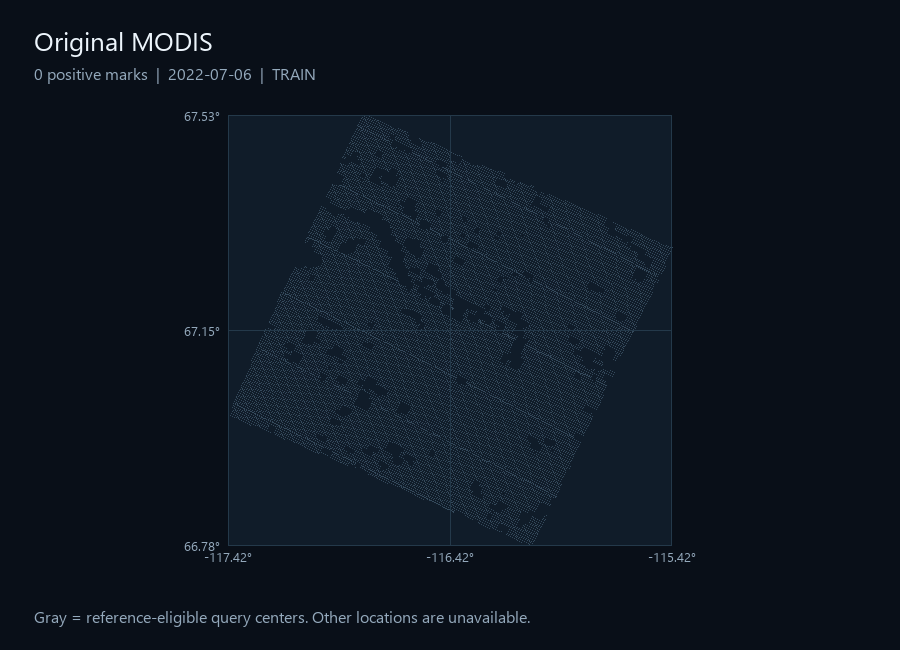 Original MODIS
0 positive marks | 2022-07-06 | TRAIN
67.53°
67.15°
66.78°
-117.42°
-116.42°
-115.42°
Gray = reference-eligible query centers. Other locations are unavailable.